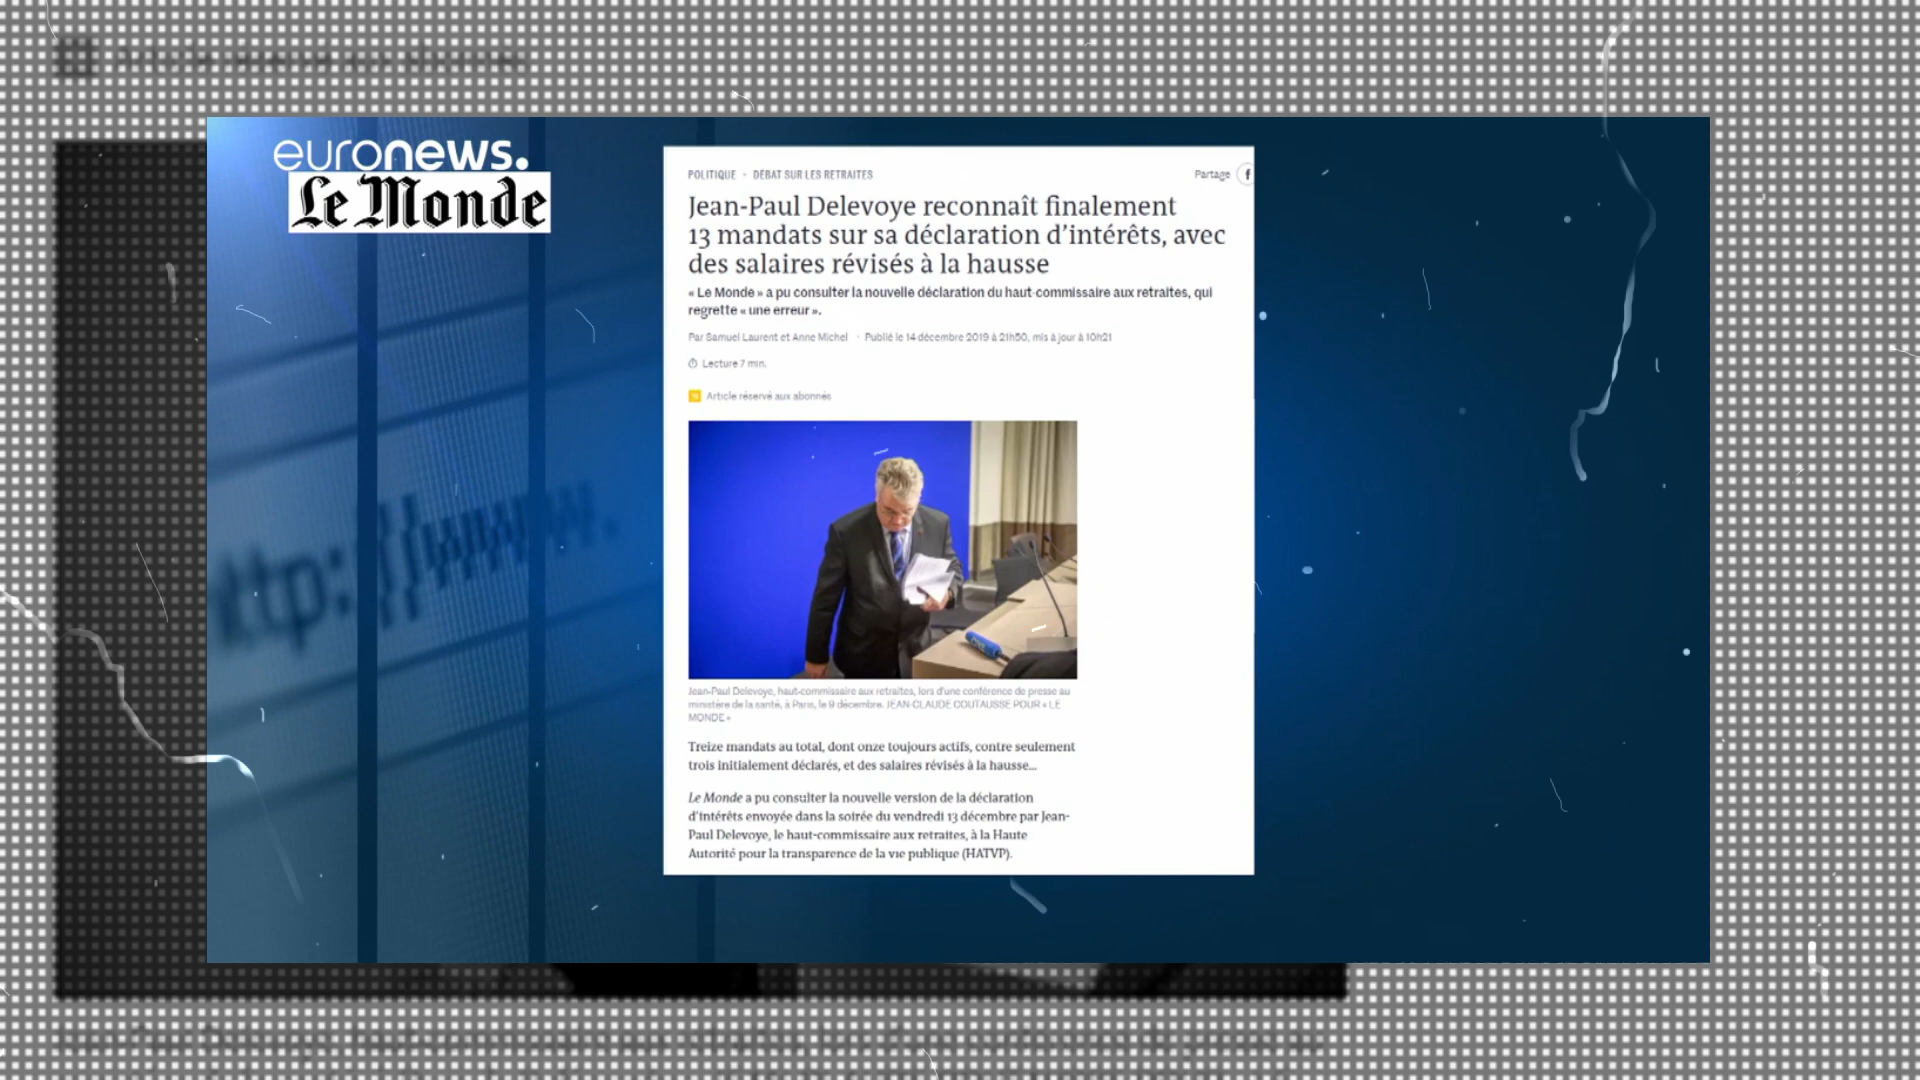 euronews.
Le Monde
POLITIQUE • DÉBAT SUR LES RETRAITES
Partage
Jean-Paul Delevoye reconnaît finalement
13 mandats sur sa déclaration d’intérêts, avec
des salaires révisés à la hausse
« Le Monde » a pu consulter la nouvelle déclaration du haut-commissaire aux retraites, qui
regrette « une erreur ».
Par Samuel Laurent et Anne Michel • Publié le 14 décembre 2019 à 21h50, mis à jour à 10h21
Lecture 7 min.
Article réservé aux abonnés
Jean-Paul Delevoye, haut-commissaire aux retraites, lors d’une conférence de presse au
ministère de la santé, à Paris, le 9 décembre. JEAN-CLAUDE COUTAUSSE POUR « LE
MONDE »
Treize mandats au total, dont onze toujours actifs, contre seulement
trois initialement déclarés, et des salaires révisés à la hausse…
Le Monde a pu consulter la nouvelle version de la déclaration
d’intérêts envoyée dans la soirée du vendredi 13 décembre par Jean-
Paul Delevoye, le haut-commissaire aux retraites, à la Haute
Autorité pour la transparence de la vie publique (HATVP).
http://www.